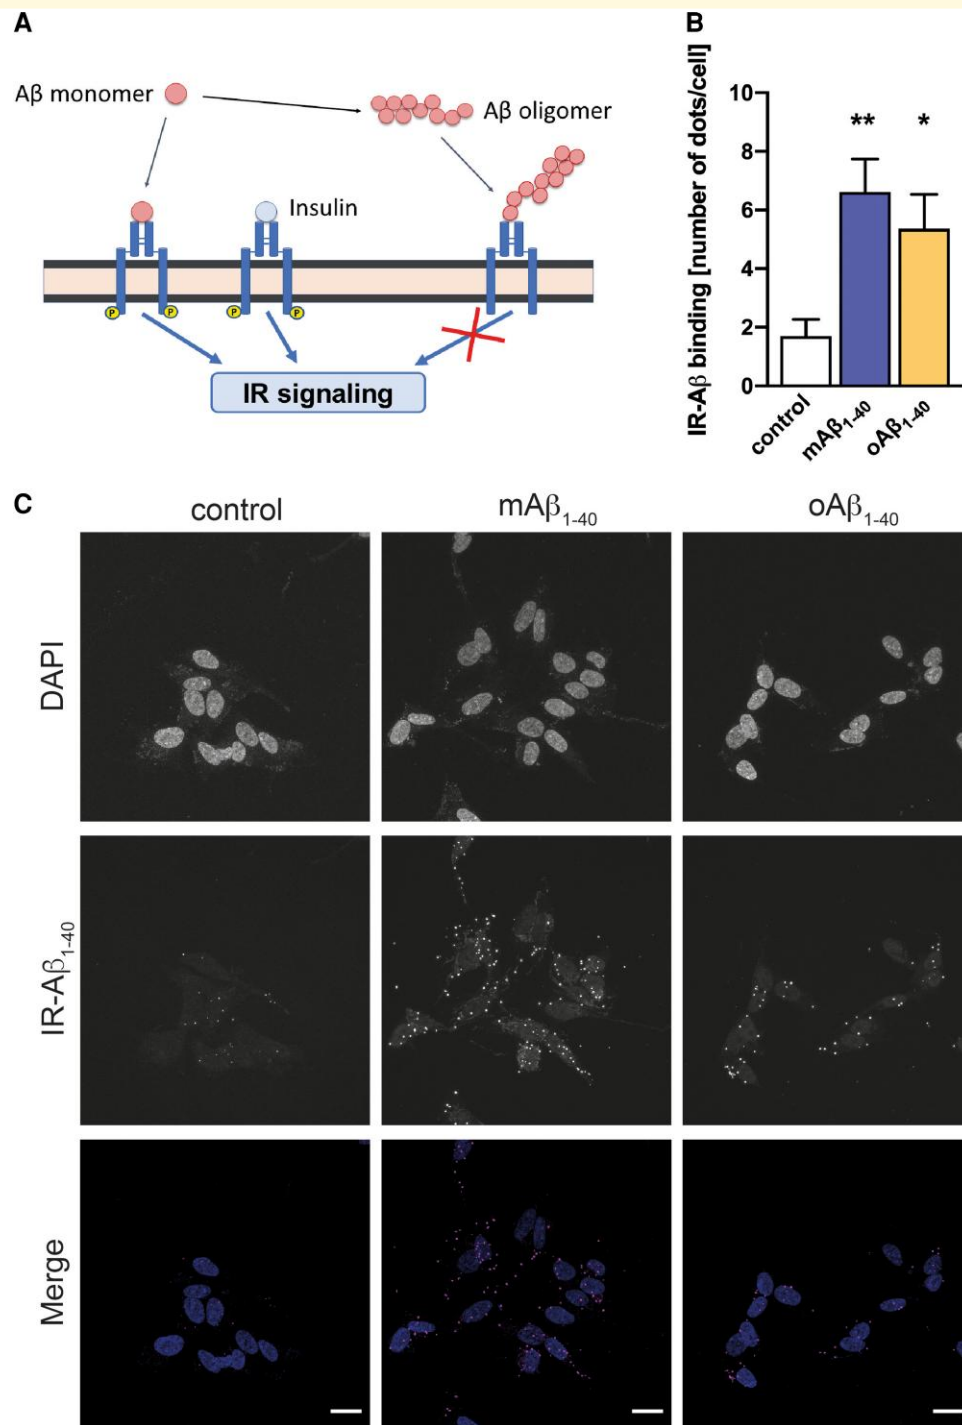 A
Aβ monomer
Aβ oligomer
Insulin
P
P
P
P
IR signaling
B
IR-Aβ binding [number of dots/cell]
10
8
6
4
2
0
**
*
control
mAβ1-40
oAβ1-40
C
control
mAβ1-40
oAβ1-40
DAPI
IR-Aβ1-40
Merge